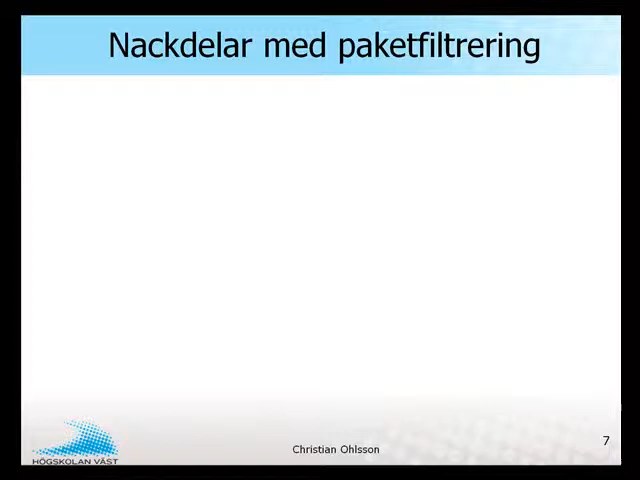 Nackdelar med paketfiltrering
HÖGSKOLAN VÄST
Christian Ohlsson
7